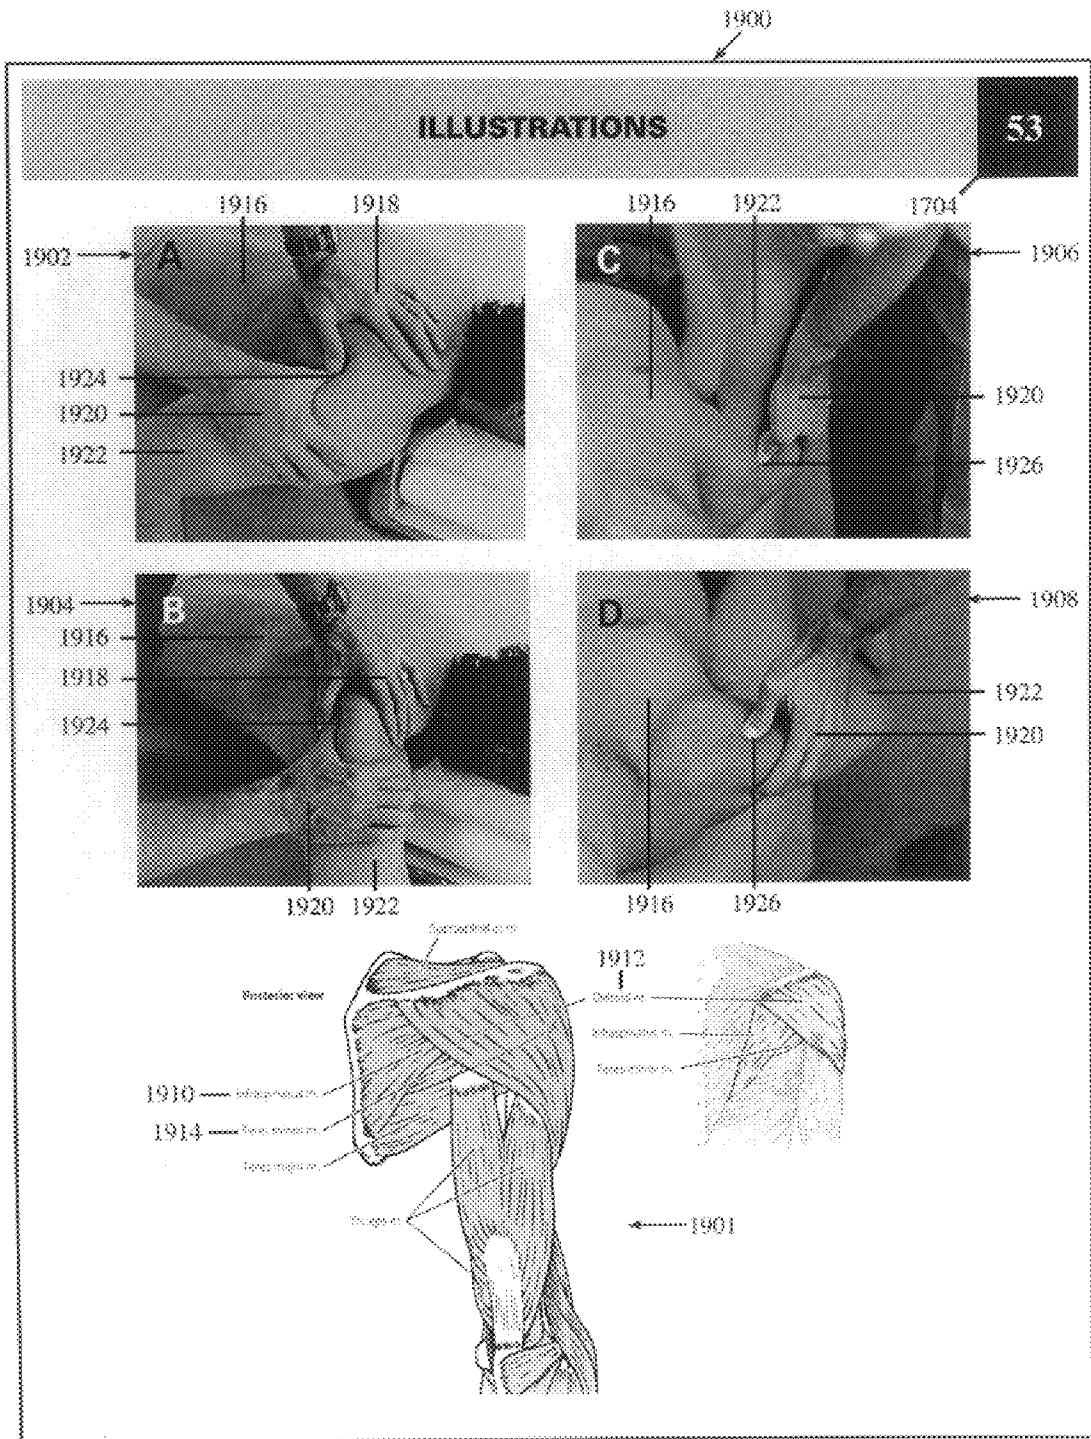 1900
ILLUSTRATIONS
53
1916 1918 1916 1922 1704
1902 A C 1906
1924
1920 1920
1922 1926
1904 B D 1908
1916
1918 1922
1924 1920
1920 1922 1916 1926
Posterior view
1912
Deltoid m.
Infraspinatus m.
Teres minor m.
1910 Infraspinatus m.
1914 Teres minor m.
Teres major m.
Triceps m.
1901